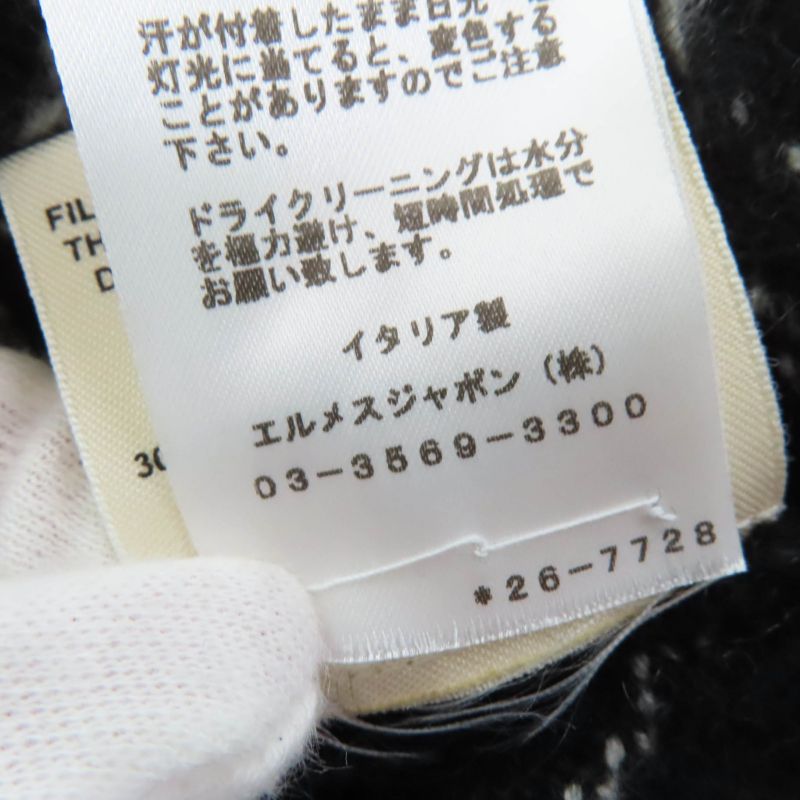 汗が付着したまま日光
灯光に当てると、変色する
ことがありますのでご注意
下さい。
ドライクリーニングは水分
を極力避け、短時間処理で
お願い致します。
イタリア製
エルメスジャポン（株）
03-3569-3300
*26-7728
FIL
TH
D
30